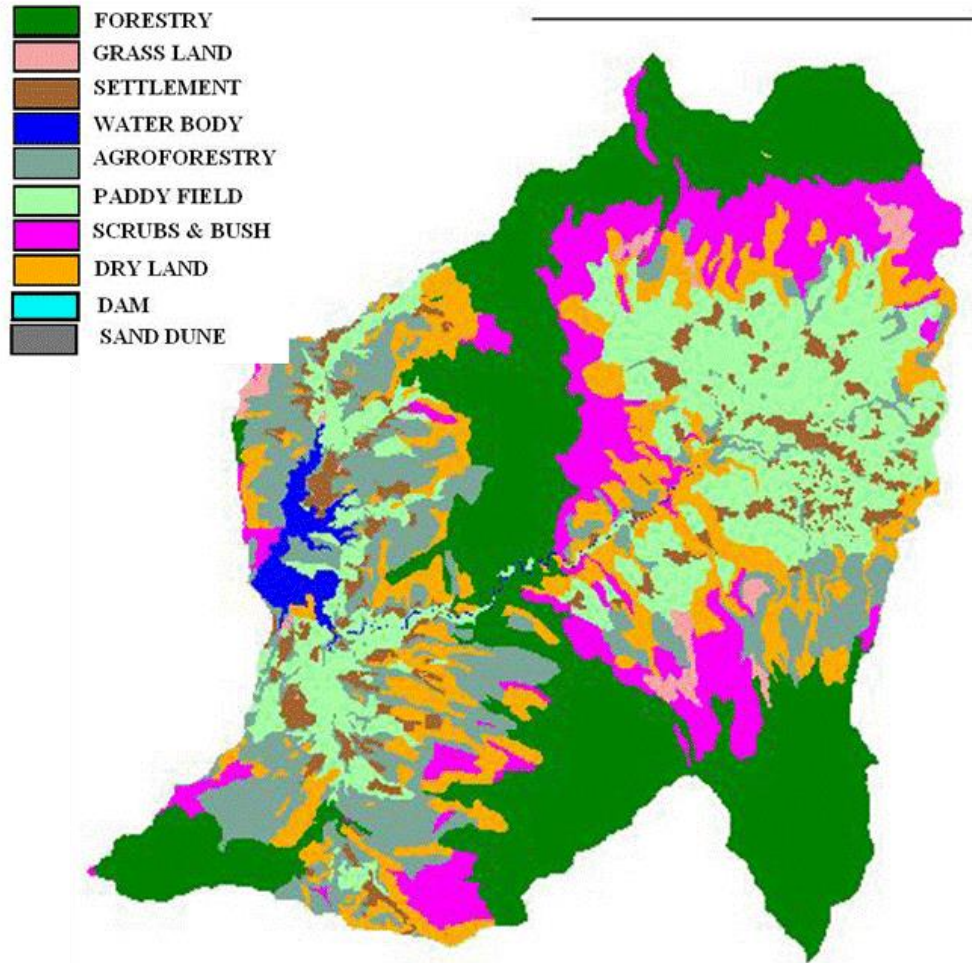 FORESTRY
GRASS LAND
SETTLEMENT
WATER BODY
AGROFORESTRY
PADDY FIELD
SCRUBS & BUSH
DRY LAND
DAM
SAND DUNE